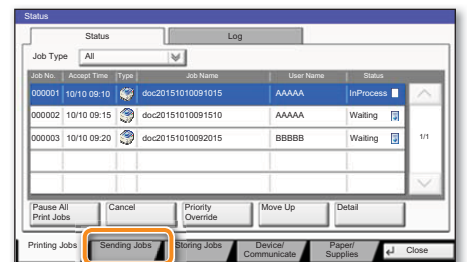 Status
Status Log
Job Type All
Job No. Accept Time Type Job Name User Name Status
000001 10/10 09:10 doc20151010091015 AAAAA InProcess
000002 10/10 09:15 doc20151010091510 AAAAA Waiting
000003 10/10 09:20 doc20151010092015 BBBBB Waiting
1/1
Pause All Print Jobs Cancel Priority Override Move Up Detail
Printing Jobs Sending Jobs Storing Jobs Device/ Communicate Paper/ Supplies Close